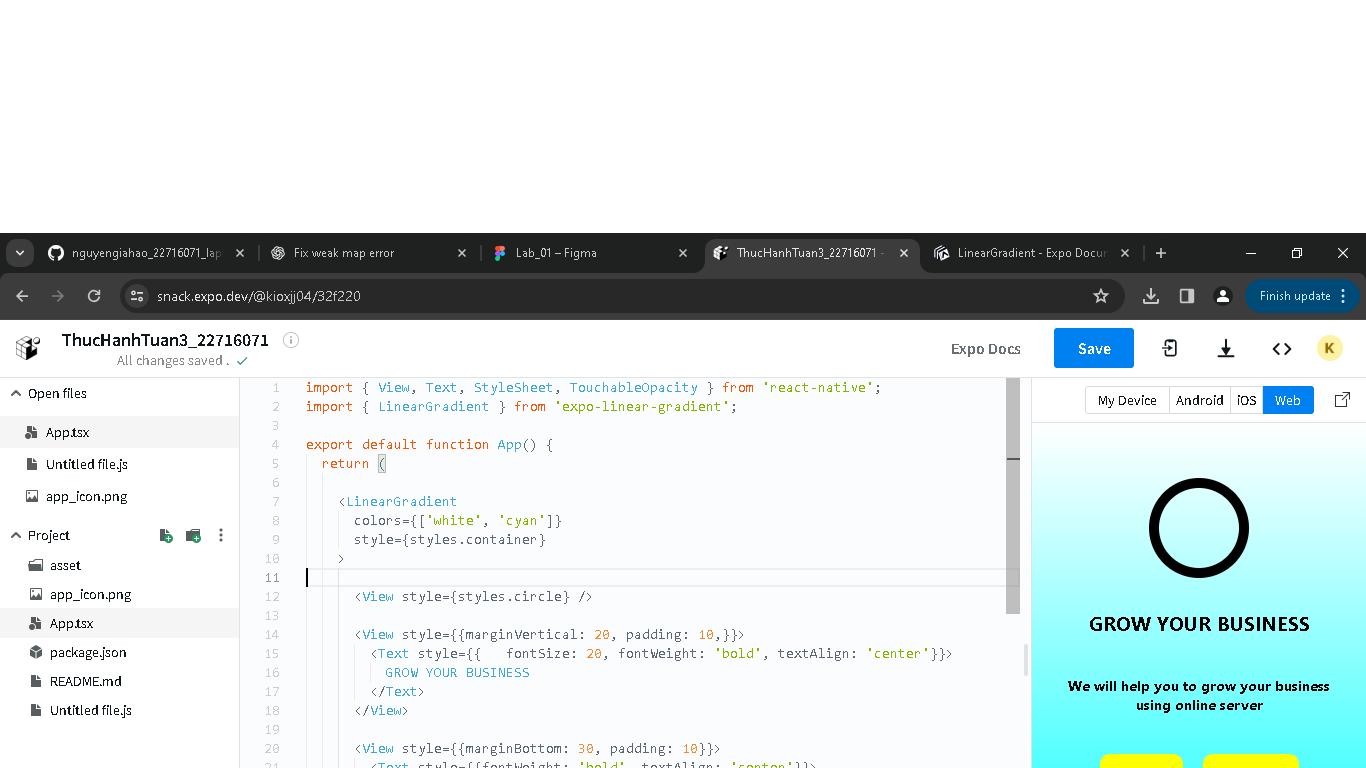 nguyengiahao_22716071_lap
Fix weak map error
Lab_01 – Figma
ThucHanhTuan3_22716071 -
LinearGradient - Expo Docur
snack.expo.dev/@kioxjj04/32f220
Finish update
ThucHanhTuan3_22716071
All changes saved .
Expo Docs
Save
K
Open files
App.tsx
Untitled file.js
app_icon.png
Project
asset
app_icon.png
App.tsx
package.json
README.md
Untitled file.js
1 import { View, Text, StyleSheet, TouchableOpacity } from 'react-native';
2 import { LinearGradient } from 'expo-linear-gradient';
3
4 export default function App() {
5 return (
6
7 <LinearGradient
8 colors={['white', 'cyan']}
9 style={styles.container}
10 >
11
12 <View style={styles.circle} />
13
14 <View style={{marginVertical: 20, padding: 10,}}>
15 <Text style={{   fontSize: 20, fontWeight: 'bold', textAlign: 'center'}}>
16 GROW YOUR BUSINESS
17 </Text>
18 </View>
19
20 <View style={{marginBottom: 30, padding: 10}}>
21 <Text style={{fontWeight: 'bold', textAlign: 'center'}}>
My Device
Android
iOS
Web
GROW YOUR BUSINESS
We will help you to grow your business
using online server